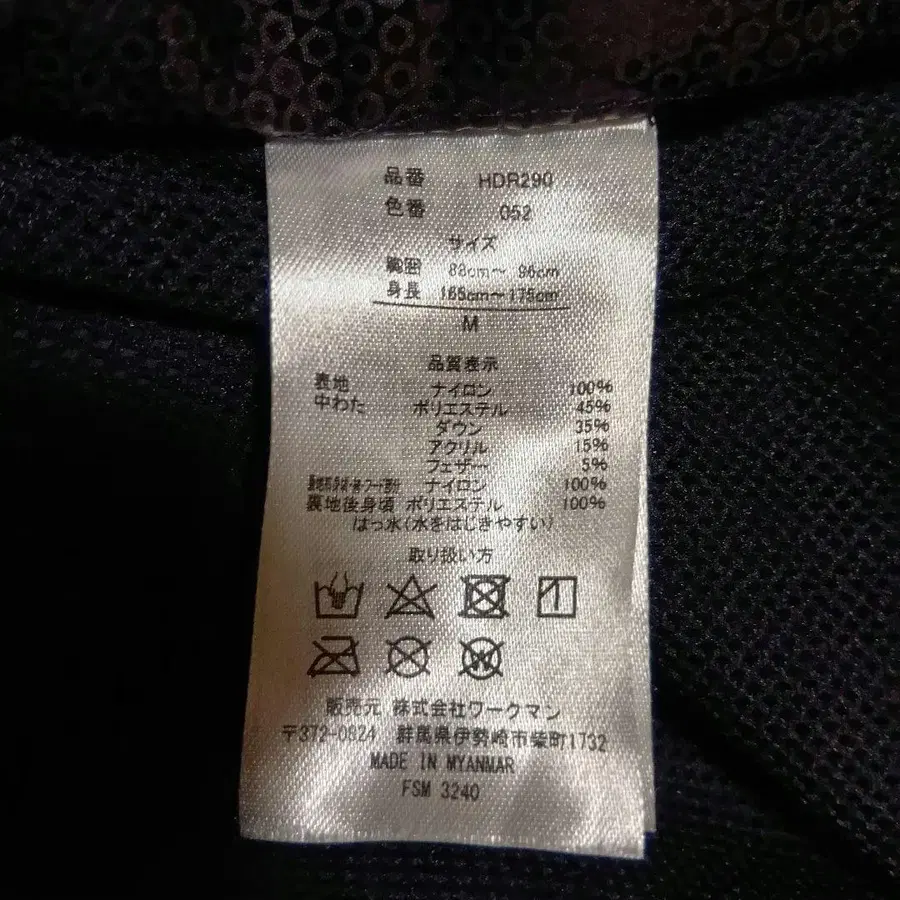 品番 HDR290
色番 052
サイズ
胸囲 88cm～ 96cm
身長 165cm～175cm
M
品質表示
表地 ナイロン 100%
中わた ポリエステル 45%
ダウン 35%
アクリル 15%
フェザー 5%
ナイロン 100%
裏地後身頃 ポリエステル 100%
はっ水(水をはじきやすい)
取り扱い方
W
販売元 株式会社ワークマン
〒372-0824 群馬県伊勢崎市柴町1732
MADE IN MYANMAR
FSM 3240